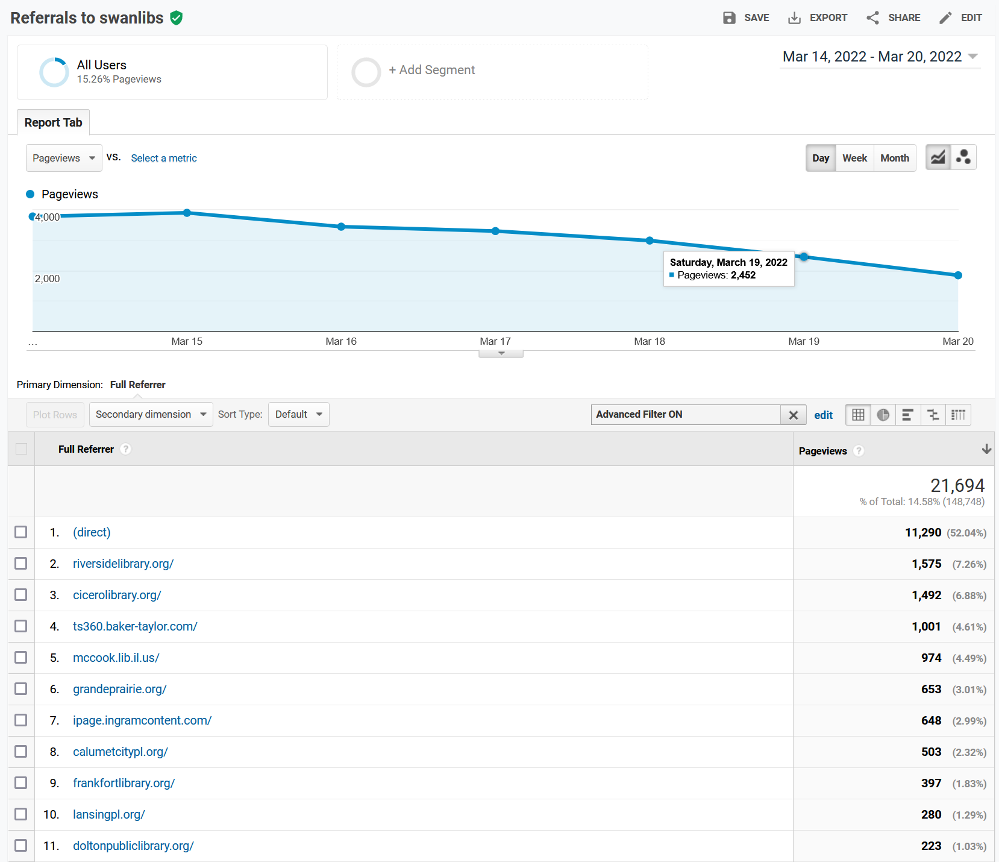 Referrals to swanlibs
SAVE EXPORT SHARE EDIT
All Users
15.26% Pageviews
+ Add Segment
Mar 14, 2022 - Mar 20, 2022
Report Tab
Pageviews vs. Select a metric
Day Week Month
Pageviews
4,000
2,000
Saturday, March 19, 2022
Pageviews: 2,452
... Mar 15 Mar 16 Mar 17 Mar 18 Mar 19 Mar 20
Primary Dimension: Full Referrer
Plot Rows Secondary dimension Sort Type: Default Advanced Filter ON edit
Full Referrer ? Pageviews ?
21,694
% of Total: 14.58% (148,748)
1. (direct) 11,290 (52.04%)
2. riversidelibrary.org/ 1,575 (7.26%)
3. cicerolibrary.org/ 1,492 (6.88%)
4. ts360.baker-taylor.com/ 1,001 (4.61%)
5. mccook.lib.il.us/ 974 (4.49%)
6. grandeprairie.org/ 653 (3.01%)
7. ipage.ingramcontent.com/ 648 (2.99%)
8. calumetcitypl.org/ 503 (2.32%)
9. frankfortlibrary.org/ 397 (1.83%)
10. lansingpl.org/ 280 (1.29%)
11. doltonpubliclibrary.org/ 223 (1.03%)